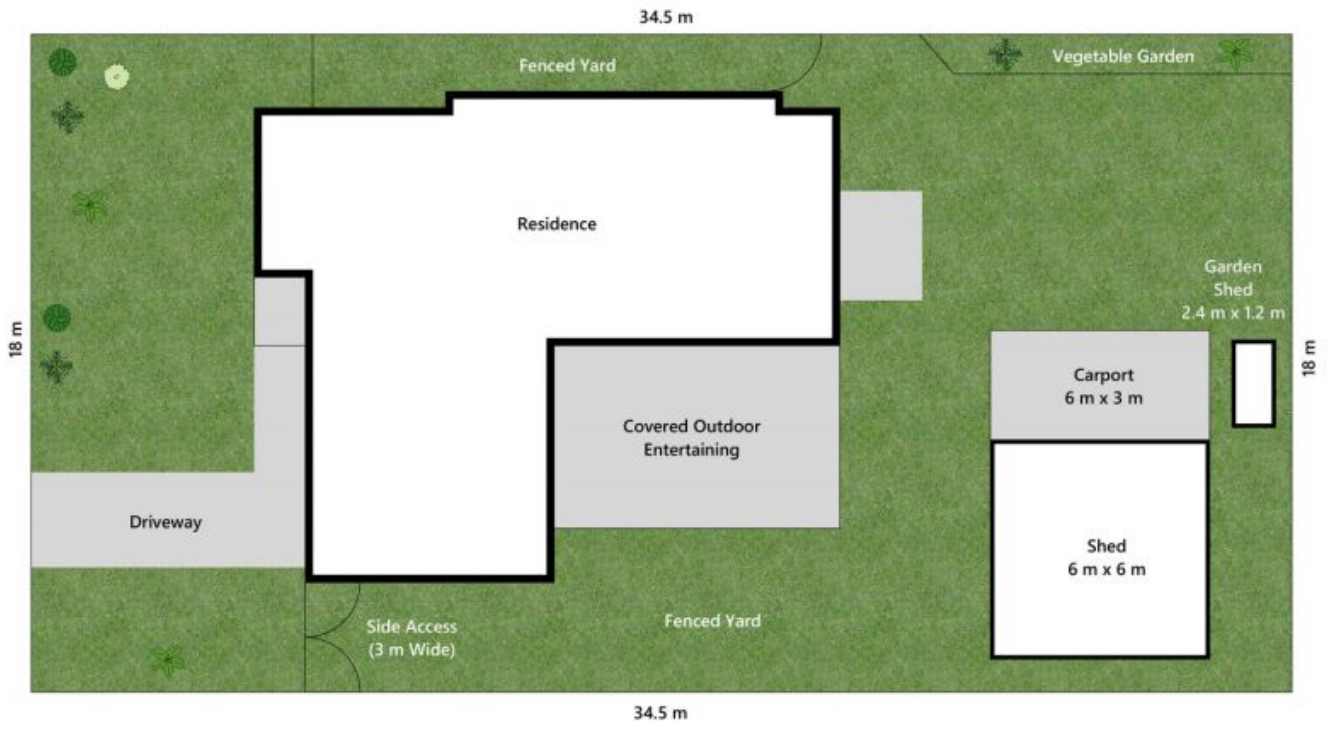 34.5 m
Fenced Yard
Vegetable Garden
Residence
Garden
Shed
2.4 m x 1.2 m
18 m
18 m
Carport
6 m x 3 m
Covered Outdoor
Entertaining
Driveway
Shed
6 m x 6 m
Side Access
(3 m Wide)
Fenced Yard
34.5 m